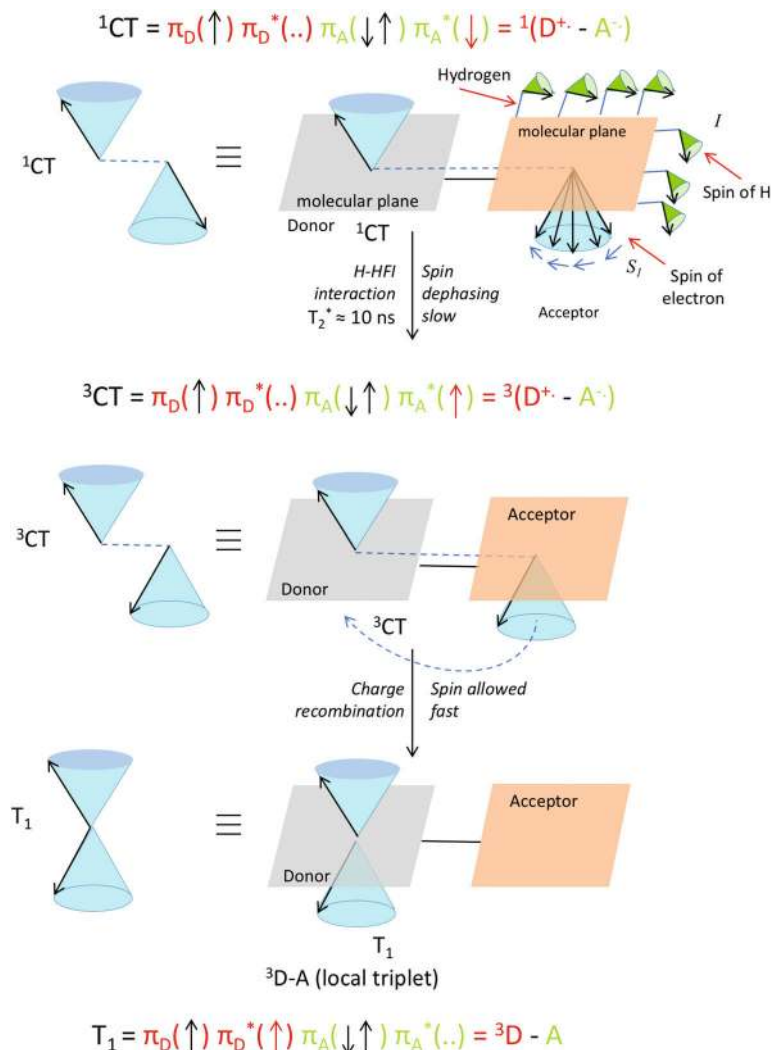 ¹CT = π_D(↑) π_D*(..) π_A(↓↑) π_A*(↓) = ¹(D⁺· - A⁻·)
Hydrogen
molecular plane
I
¹CT
≡
molecular plane
Spin of H
Donor
¹CT
H-HFI
interaction
T₂* ≈ 10 ns
Spin
dephasing
slow
S_I
Spin of
electron
Acceptor
³CT = π_D(↑) π_D*(..) π_A(↓↑) π_A*(↑) = ³(D⁺· - A⁻·)
³CT
≡
Acceptor
Donor
³CT
Charge
recombination
Spin allowed
fast
T₁
≡
Acceptor
Donor
T₁
³D-A (local triplet)
T₁ = π_D(↑) π_D*(↑) π_A(↓↑) π_A*(..) = ³D - A